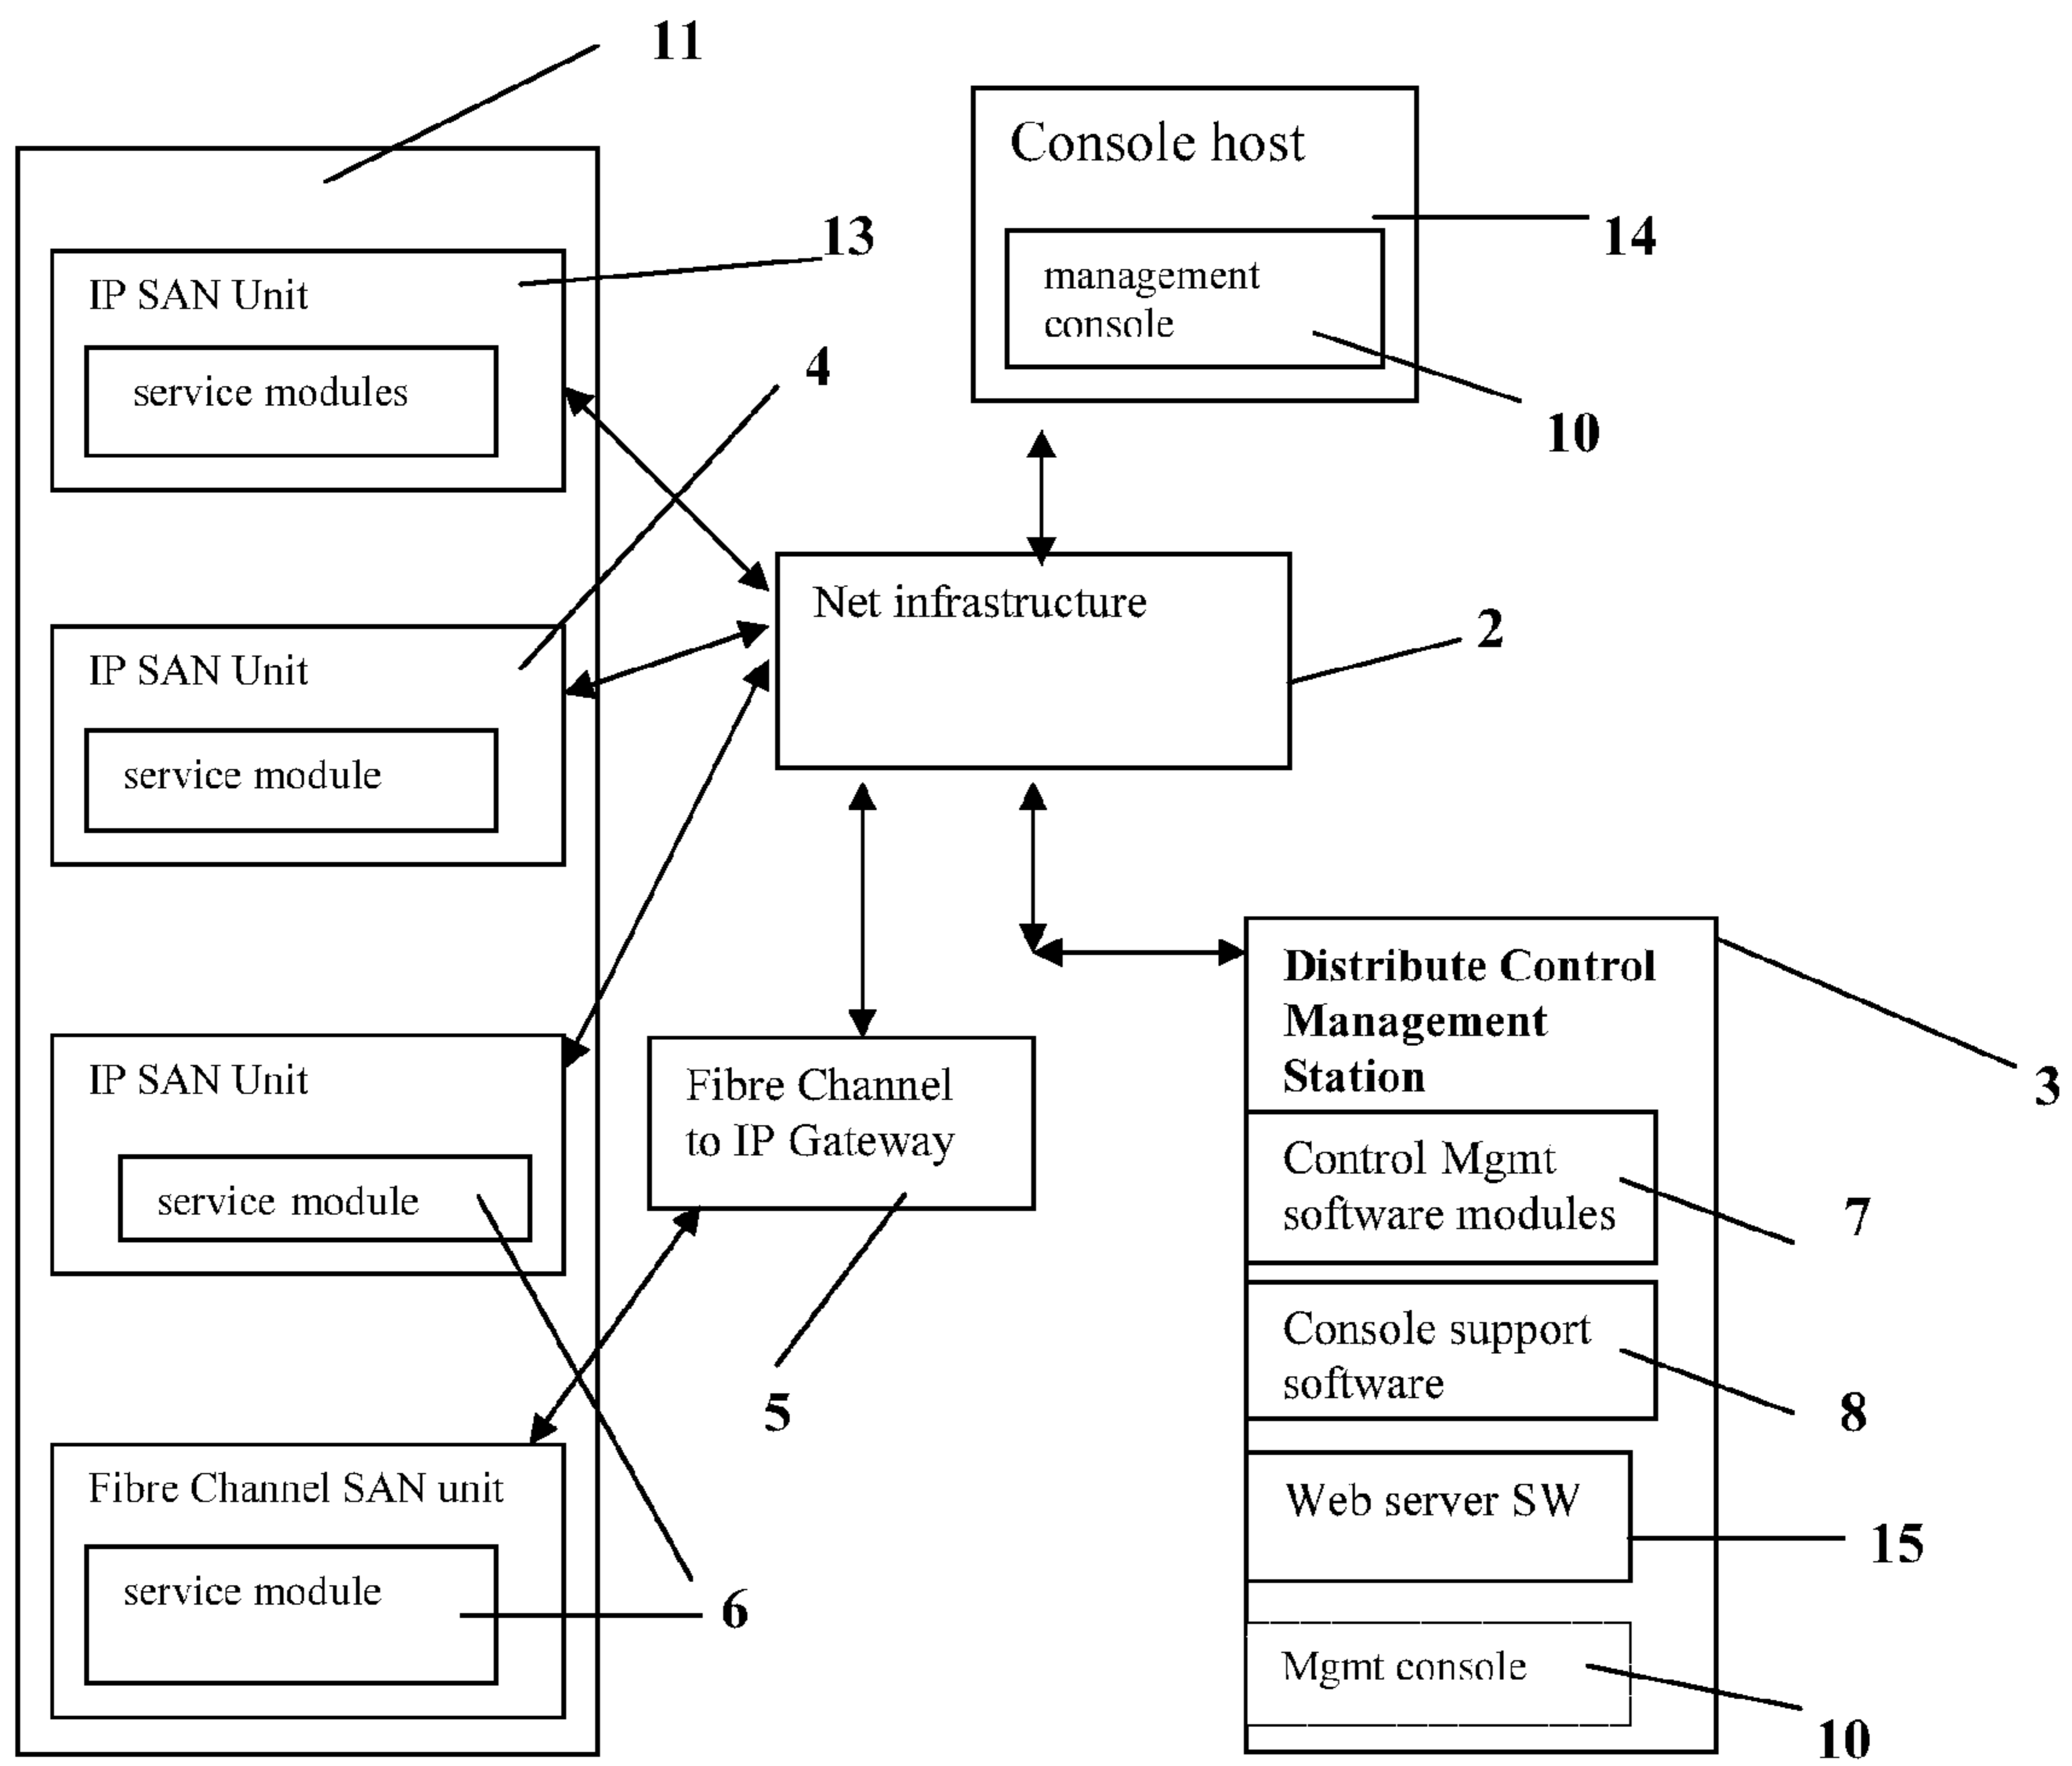 11
Console host
14
management
console
10
13
IP SAN Unit
service modules
4
Net infrastructure
2
IP SAN Unit
service module
Distribute Control
Management
Station
3
IP SAN Unit
service module
Fibre Channel
to IP Gateway
5
Control Mgmt
software modules
7
Console support
software
8
Fibre Channel SAN unit
service module
6
Web server SW
15
Mgmt console
10